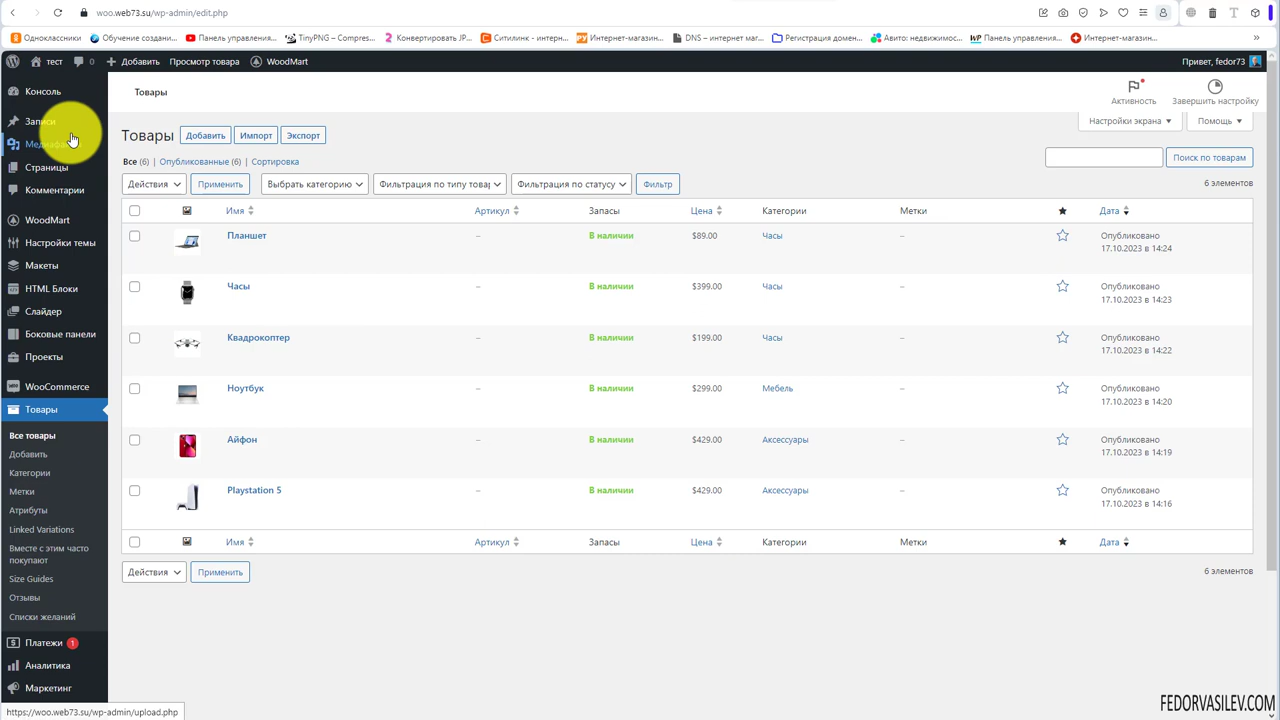 woo.web73.su/wp-admin/edit.php
Одноклассники
Обучение создани...
Панель управления...
TinyPNG – Compres...
Конвертировать JP...
Ситилинк - интерн...
Интернет-магазин...
DNS – интернет маг...
Регистрация домен...
Авито: недвижимос...
Панель управления...
Интернет-магазин...
тест
0
Добавить
Просмотр товара
WoodMart
Привет, fedor73
Консоль
Записи
Страницы
Комментарии
WoodMart
Настройки темы
Макеты
HTML Блоки
Слайдер
Боковые панели
Проекты
WooCommerce
Товары
Все товары
Добавить
Категории
Метки
Атрибуты
Linked Variations
Вместе с этим часто
покупают
Size Guides
Отзывы
Списки желаний
Платежи 1
Аналитика
Маркетинг
Товары
Активность
Завершить настройку
Настройки экрана
Помощь
Товары
Добавить
Импорт
Экспорт
Все (6) | Опубликованные (6) | Сортировка
Поиск по товарам
Действия
Применить
Выбрать категорию
Фильтрация по типу товар
Фильтрация по статусу
Фильтр
6 элементов
Имя Артикул Запасы Цена Категории Метки Дата
Планшет – В наличии $89.00 Часы – Опубликовано
17.10.2023 в 14:24
Часы – В наличии $399.00 Часы – Опубликовано
17.10.2023 в 14:23
Квадрокоптер – В наличии $199.00 Часы – Опубликовано
17.10.2023 в 14:22
Ноутбук – В наличии $299.00 Мебель – Опубликовано
17.10.2023 в 14:20
Айфон – В наличии $429.00 Аксессуары – Опубликовано
17.10.2023 в 14:19
Playstation 5 – В наличии $429.00 Аксессуары – Опубликовано
17.10.2023 в 14:16
Имя Артикул Запасы Цена Категории Метки Дата
Действия
Применить
6 элементов
https://woo.web73.su/wp-admin/upload.php
FEDORVASILEV.COM